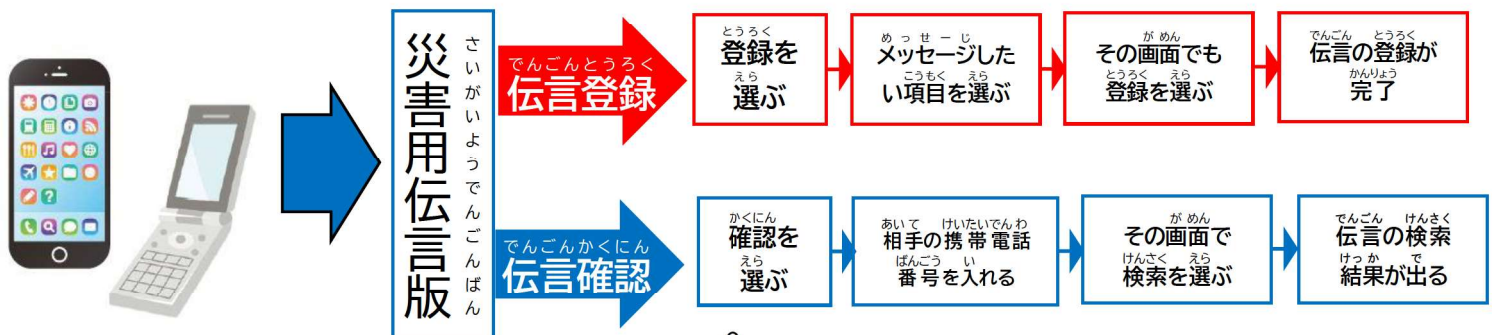 さいがいようでんごんばん
災害用伝言版
でんごんとうろく
伝言登録
とうろく
登録を
えら
選ぶ
めっせーじ
メッセージした
こうもく えら
い項目を選ぶ
がめん
その画面でも
とうろく えら
登録を選ぶ
でんごん とうろく
伝言の登録が
かんりょう
完了
でんごんかくにん
伝言確認
かくにん
確認を
えら
選ぶ
あいて けいたいでんわ
相手の携帯電話
ばんごう い
番号を入れる
がめん
その画面で
けんさく えら
検索を選ぶ
でんごん けんさく
伝言の検索
けっか で
結果が出る